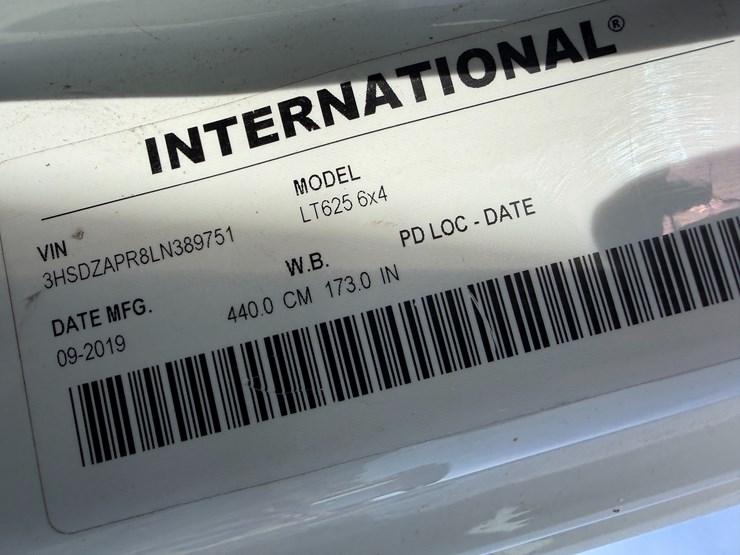 INTERNATIONAL®
MODEL
LT625 6x4
VIN
3HSDZAPR8LN389751
PD LOC - DATE
W.B.
440.0 CM 173.0 IN
DATE MFG.
09-2019